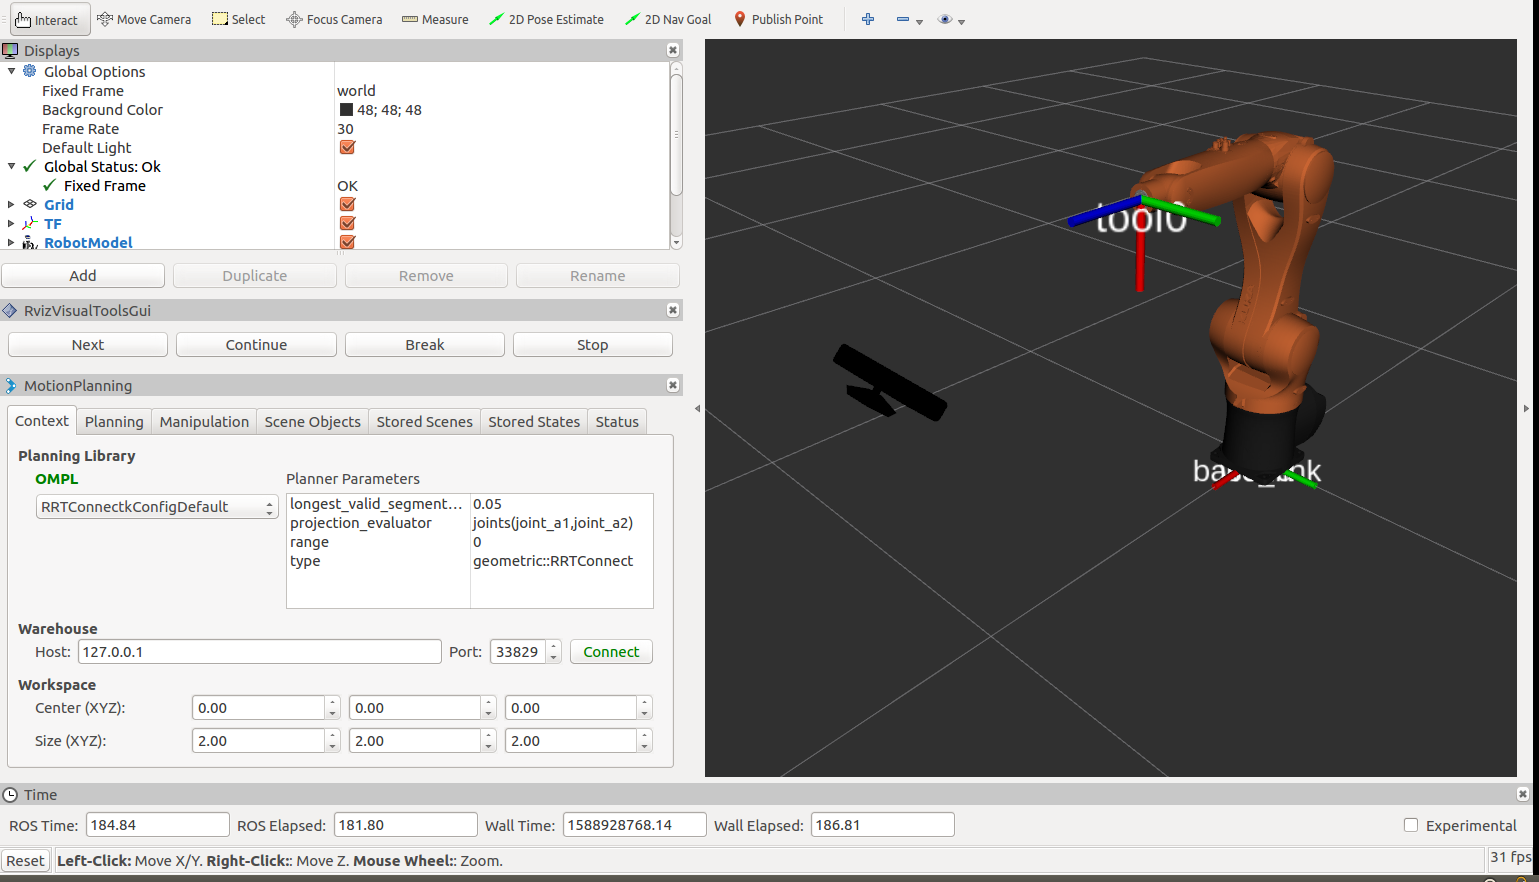 Interact Move Camera Select Focus Camera Measure 2D Pose Estimate 2D Nav Goal Publish Point
Displays
Global Options
Fixed Frame world
Background Color 48; 48; 48
Frame Rate 30
Default Light
Global Status: Ok
Fixed Frame OK
Grid
TF
RobotModel
Add Duplicate Remove Rename
RvizVisualToolsGui
Next Continue Break Stop
MotionPlanning
Context Planning Manipulation Scene Objects Stored Scenes Stored States Status
Planning Library
OMPL Planner Parameters
RRTConnectkConfigDefault
longest_valid_segment... 0.05
projection_evaluator joints(joint_a1,joint_a2)
range 0
type geometric::RRTConnect
Warehouse
Host: 127.0.0.1 Port: 33829 Connect
Workspace
Center (XYZ): 0.00 0.00 0.00
Size (XYZ): 2.00 2.00 2.00
tool0
Time
ROS Time: 184.84 ROS Elapsed: 181.80 Wall Time: 1588928768.14 Wall Elapsed: 186.81 Experimental
Reset Left-Click: Move X/Y. Right-Click:: Move Z. Mouse Wheel:: Zoom. 31 fps